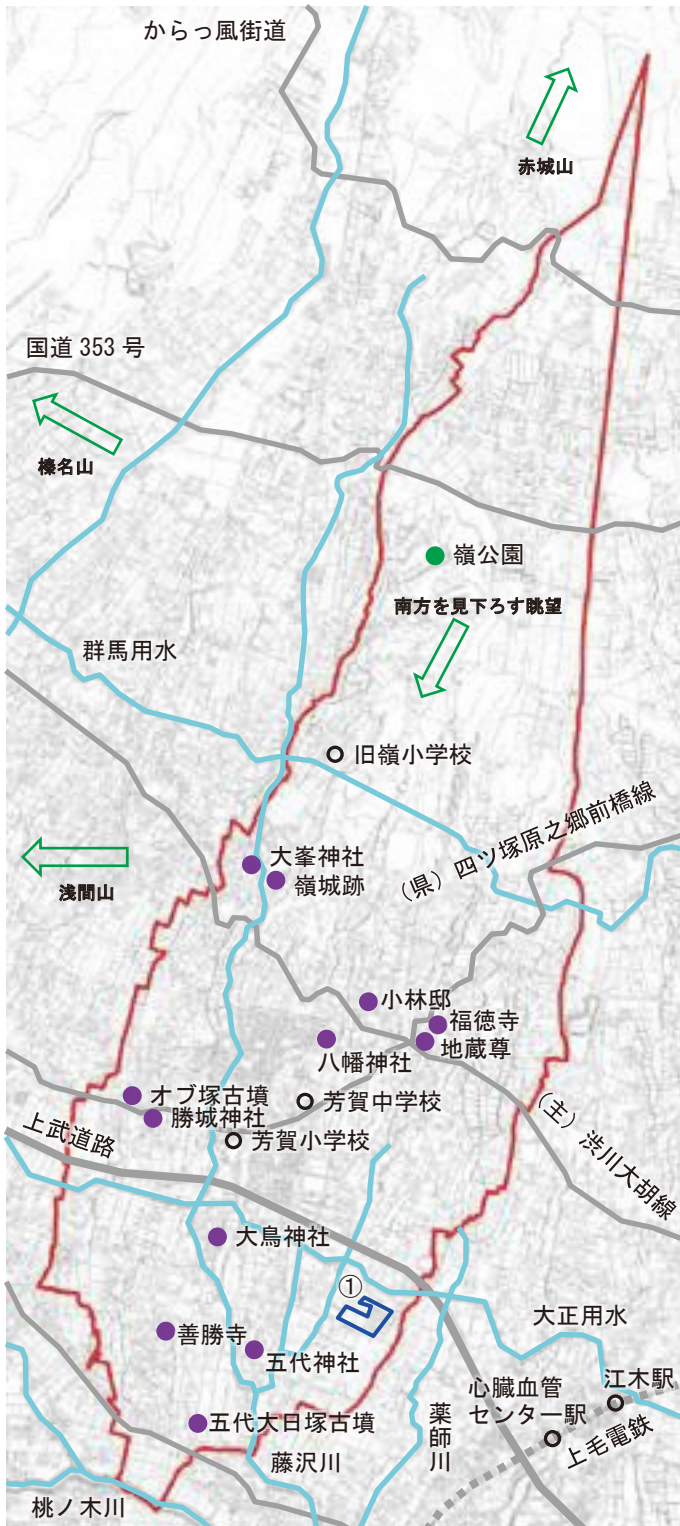 からっ風街道
赤城山
国道 353 号
榛名山
嶺公園
南方を見下ろす眺望
群馬用水
旧嶺小学校
(県) 四ツ塚原之郷前橋線
大峯神社
浅間山
嶺城跡
小林邸
福徳寺
八幡神社
地蔵尊
オブ塚古墳
芳賀中学校
勝城神社
(主) 渋川大胡線
上武道路
芳賀小学校
大鳥神社
①
大正用水
善勝寺
五代神社
心臓血管
センター駅
江木駅
上毛電鉄
五代大日塚古墳
薬師川
藤沢川
桃ノ木川